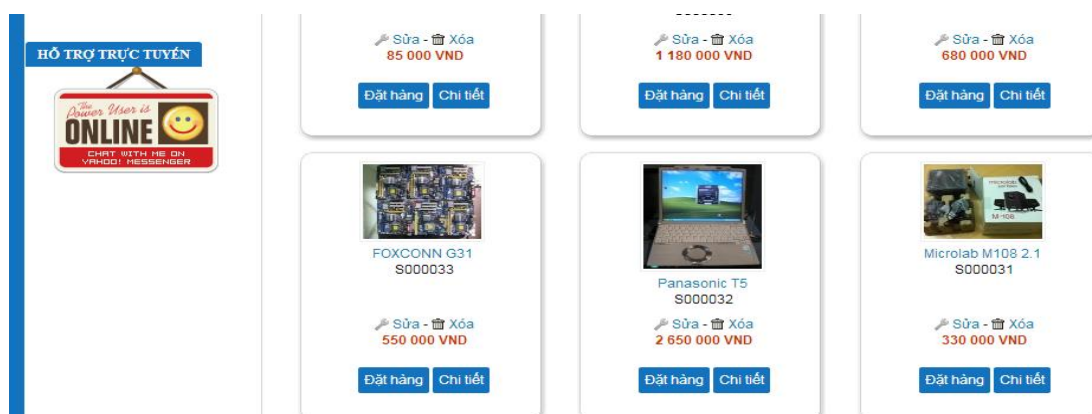 HỖ TRỢ TRỰC TUYẾN
The
Power User is
ONLINE
CHAT WITH ME ON
YAHOO! MESSENGER
Sửa - Xóa
85 000 VND
Đặt hàng Chi tiết
Sửa - Xóa
1 180 000 VND
Đặt hàng Chi tiết
Sửa - Xóa
680 000 VND
Đặt hàng Chi tiết
FOXCONN G31
S000033
Sửa - Xóa
550 000 VND
Đặt hàng Chi tiết
Panasonic T5
S000032
Sửa - Xóa
2 650 000 VND
Đặt hàng Chi tiết
M-108
Microlab M108 2.1
S000031
Sửa - Xóa
330 000 VND
Đặt hàng Chi tiết